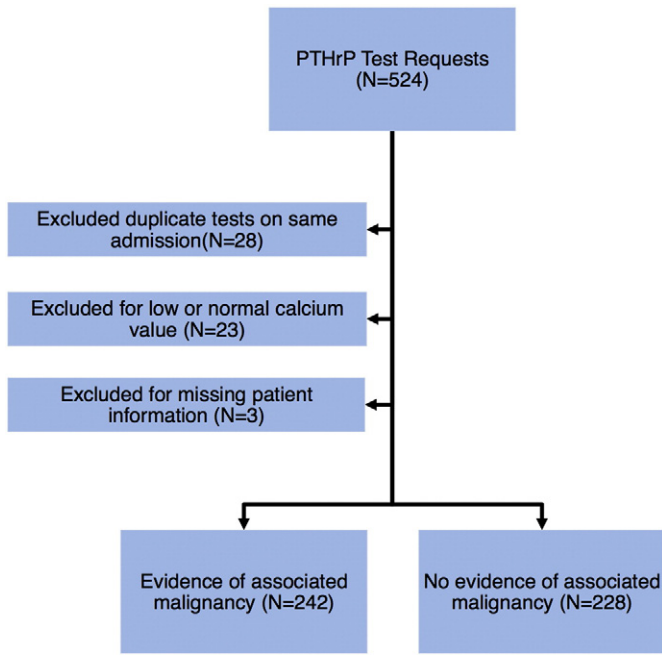 PTHrP Test Requests
(N=524)
Excluded duplicate tests on same
admission(N=28)
Excluded for low or normal calcium
value (N=23)
Excluded for missing patient
information (N=3)
Evidence of associated
malignancy (N=242)
No evidence of associated
malignancy (N=228)